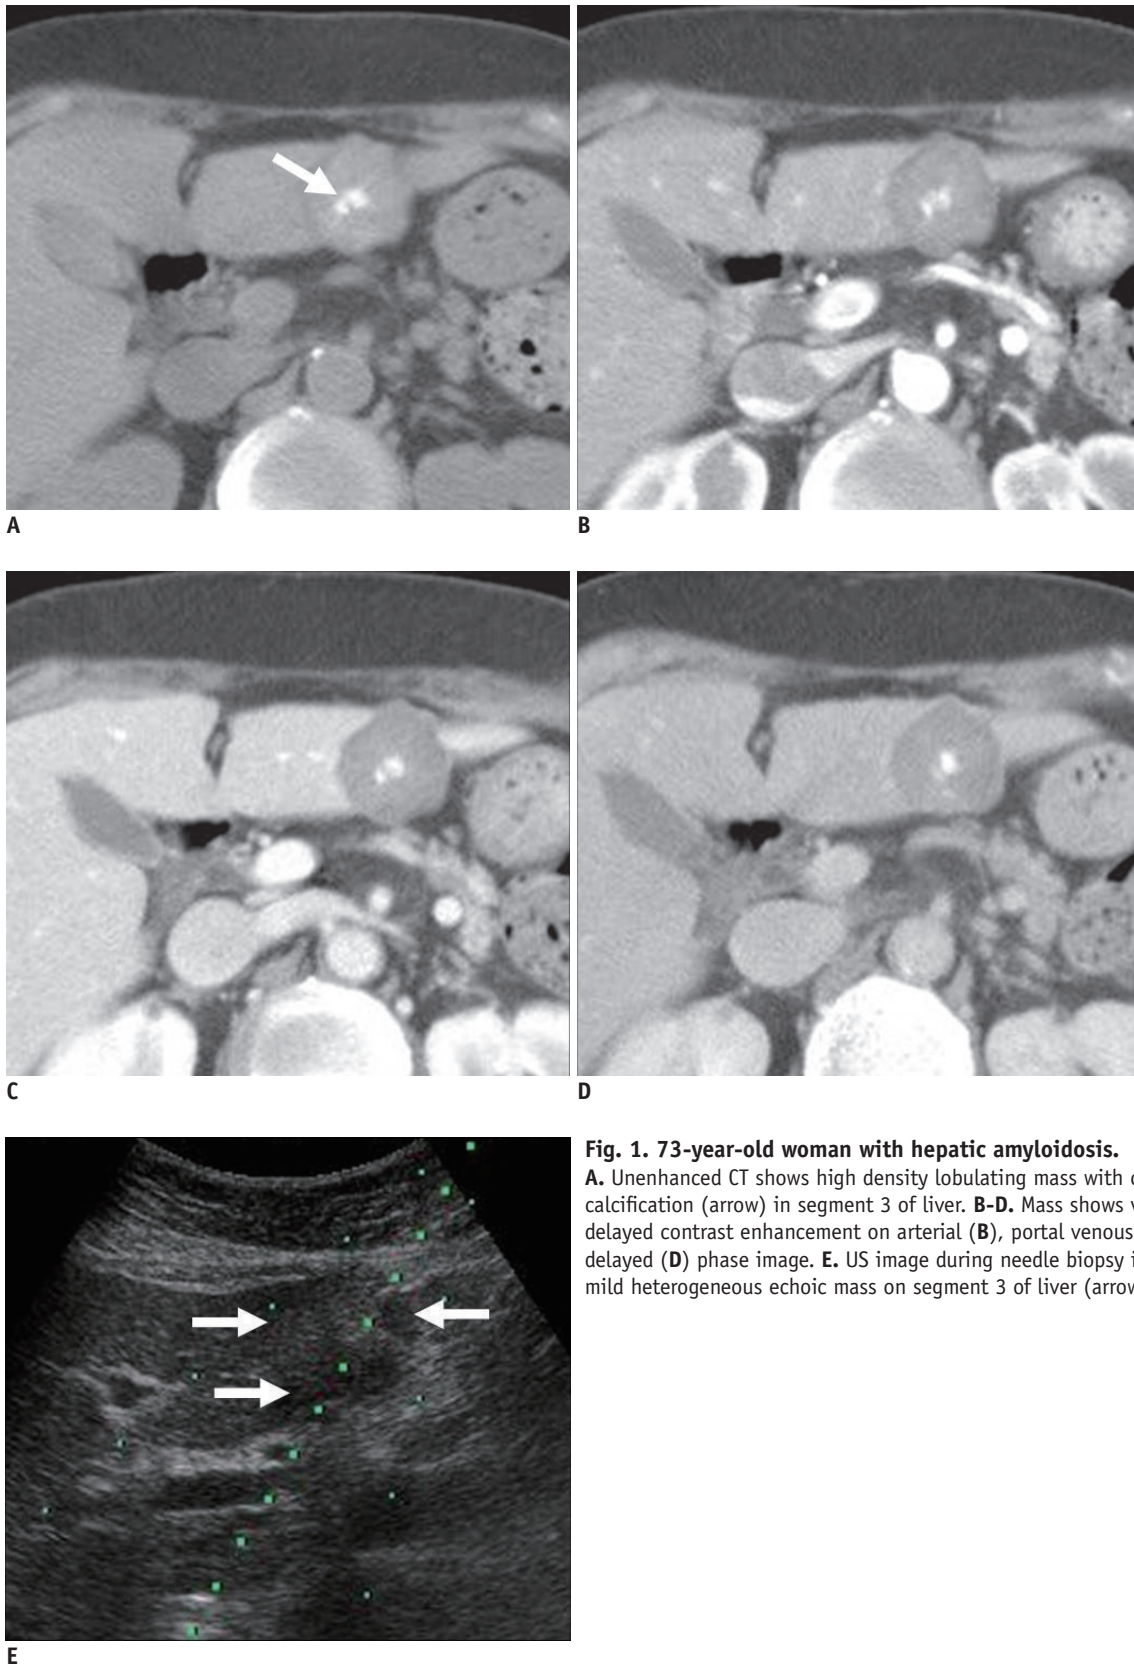 A
B
C
D
E
Fig. 1. 73-year-old woman with hepatic amyloidosis.
A. Unenhanced CT shows high density lobulating mass with
calcification (arrow) in segment 3 of liver. B-D. Mass shows
delayed contrast enhancement on arterial (B), portal venous
delayed (D) phase image. E. US image during needle biopsy
mild heterogeneous echoic mass on segment 3 of liver